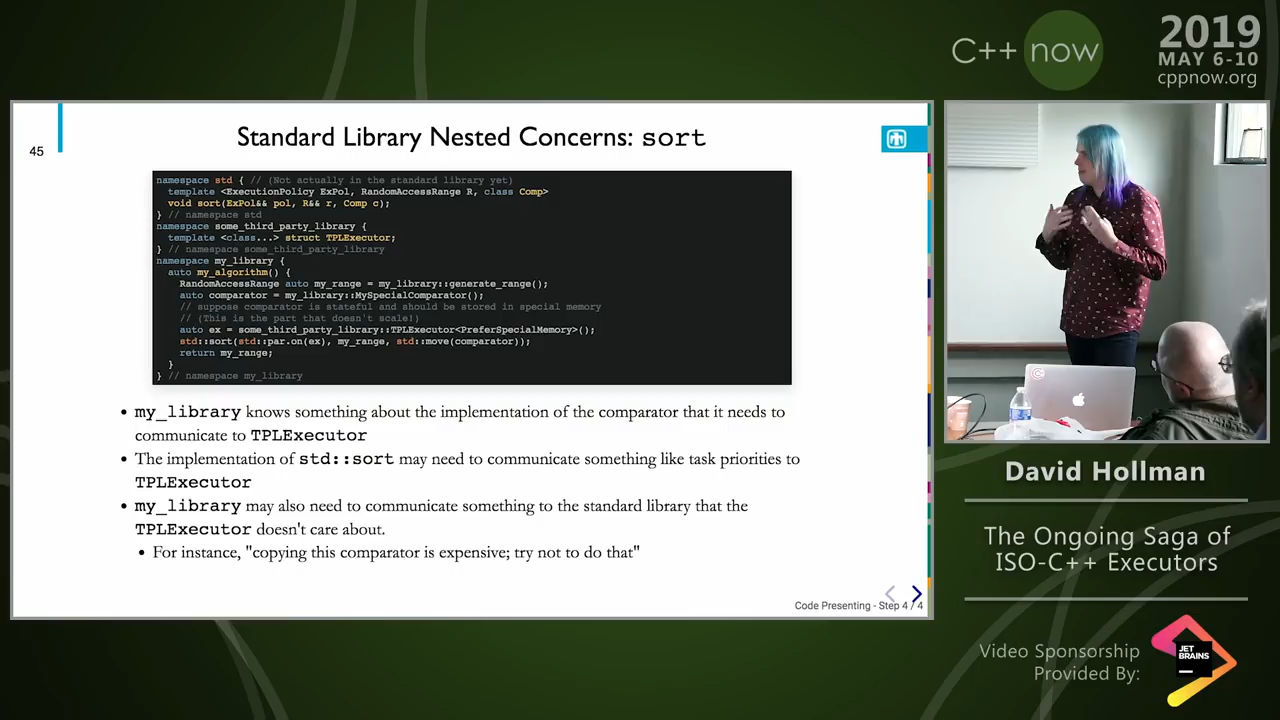 C++ now
2019
MAY 6-10
cppnow.org
45
Standard Library Nested Concerns: sort
namespace std { // (Not actually in the standard library yet)
template <ExecutionPolicy ExPol, RandomAccessRange R, class Comp>
void sort(ExPol&& pol, R&& r, Comp c);
} // namespace std
namespace some_third_party_library {
template <class...> struct TPLExecutor;
} // namespace some_third_party_library
namespace my_library {
auto my_algorithm() {
RandomAccessRange auto my_range = my_library::generate_range();
auto comparator = my_library::MySpecialComparator();
// suppose comparator is stateful and should be stored in special memory
// (This is the part that doesn't scale!)
auto ex = some_third_party_library::TPLExecutor<PreferSpecialMemory>();
std::sort(std::par.on(ex), my_range, std::move(comparator));
return my_range;
}
} // namespace my_library
• my_library knows something about the implementation of the comparator that it needs to
communicate to TPLExecutor
• The implementation of std::sort may need to communicate something like task priorities to
TPLExecutor
• my_library may also need to communicate something to the standard library that the
TPLExecutor doesn't care about.
• For instance, "copying this comparator is expensive; try not to do that"
Code Presenting - Step 4 / 4
David Hollman
The Ongoing Saga of
ISO-C++ Executors
Video Sponsorship
Provided By:
JET
BRAINS